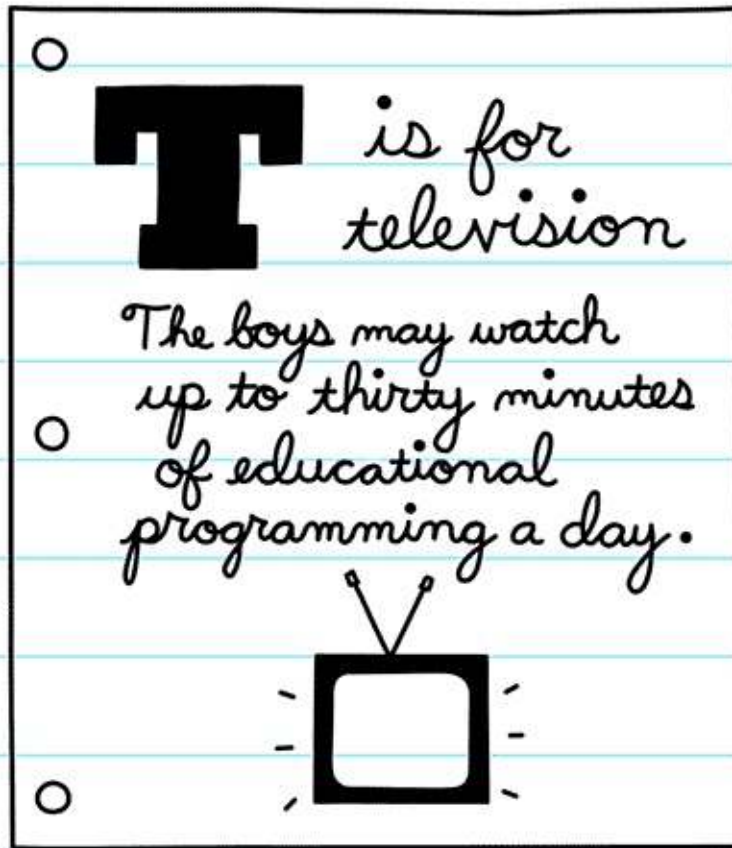 T is for
television
The boys may watch
up to thirty minutes
of educational
programming a day.